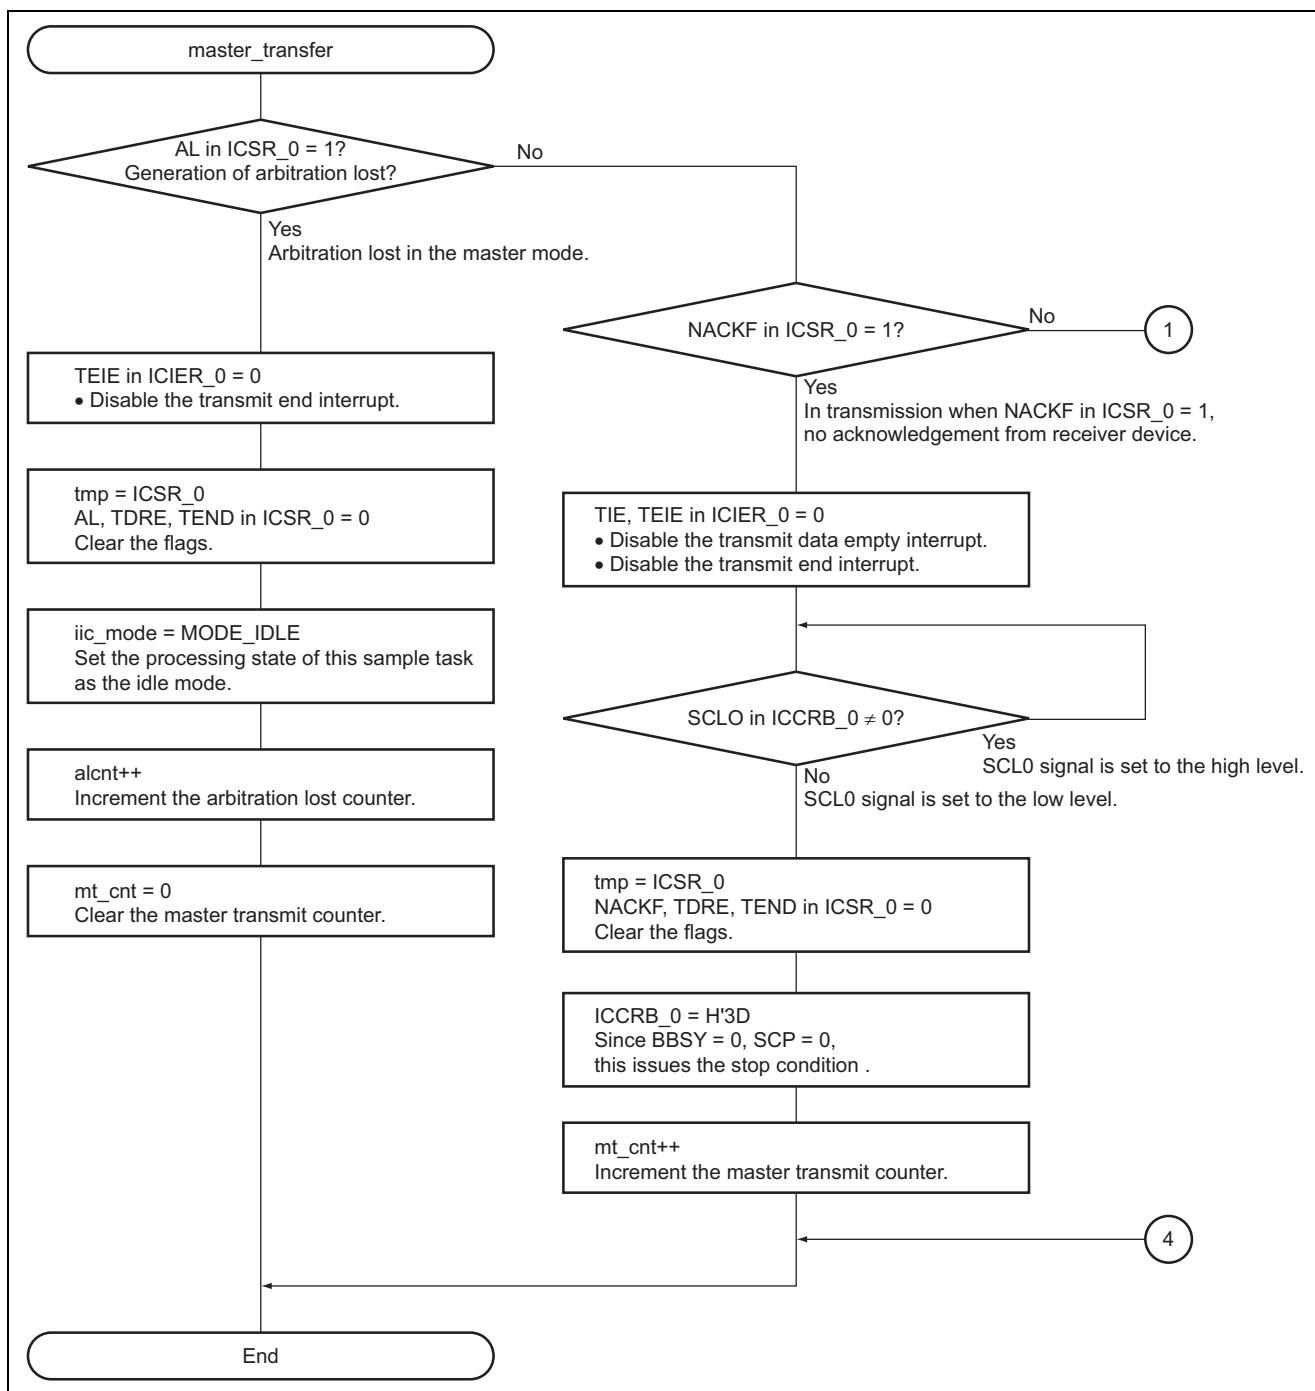 master_transfer
AL in ICSR_0 = 1?
Generation of arbitration lost?
No
Yes
Arbitration lost in the master mode.
NACKF in ICSR_0 = 1?
No
1
Yes
In transmission when NACKF in ICSR_0 = 1,
no acknowledgement from receiver device.
TEIE in ICIER_0 = 0
• Disable the transmit end interrupt.
tmp = ICSR_0
AL, TDRE, TEND in ICSR_0 = 0
Clear the flags.
TIE, TEIE in ICIER_0 = 0
• Disable the transmit data empty interrupt.
• Disable the transmit end interrupt.
iic_mode = MODE_IDLE
Set the processing state of this sample task
as the idle mode.
SCLO in ICCRB_0 ≠ 0?
Yes
SCL0 signal is set to the high level.
No
SCL0 signal is set to the low level.
alcnt++
Increment the arbitration lost counter.
mt_cnt = 0
Clear the master transmit counter.
tmp = ICSR_0
NACKF, TDRE, TEND in ICSR_0 = 0
Clear the flags.
ICCRB_0 = H'3D
Since BBSY = 0, SCP = 0,
this issues the stop condition .
mt_cnt++
Increment the master transmit counter.
4
End